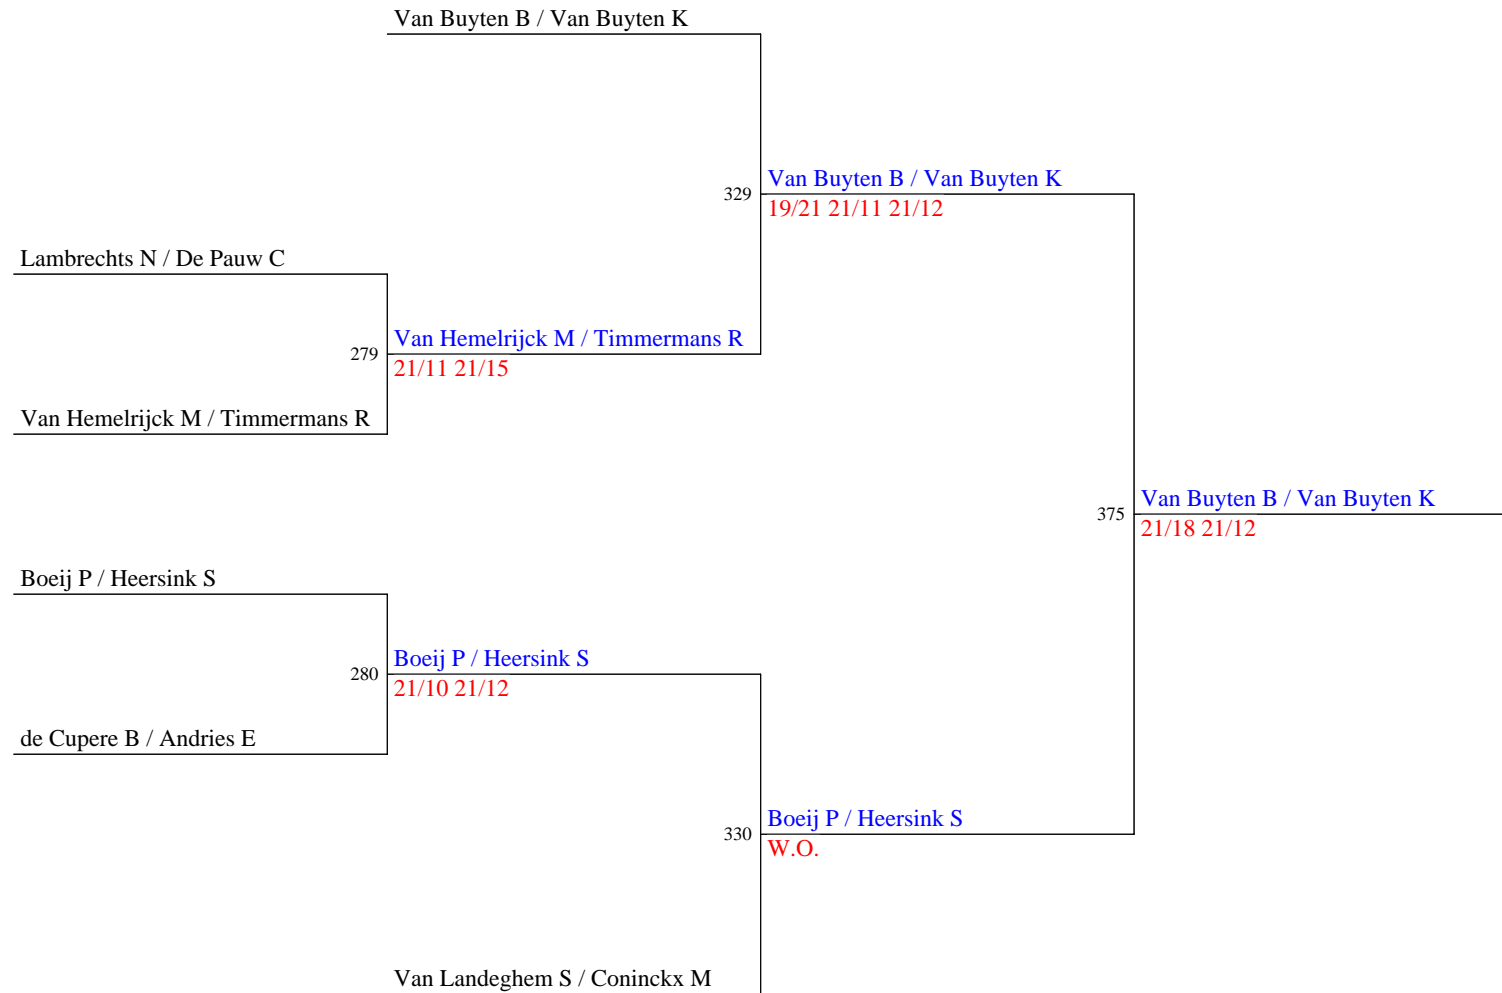 Van Buyten B / Van Buyten K
329
Van Buyten B / Van Buyten K
19/21 21/11 21/12
Lambrechts N / De Pauw C
279
Van Hemelrijck M / Timmermans R
21/11 21/15
Van Hemelrijck M / Timmermans R
375
Van Buyten B / Van Buyten K
21/18 21/12
Boeij P / Heersink S
280
Boeij P / Heersink S
21/10 21/12
de Cupere B / Andries E
330
Boeij P / Heersink S
W.O.
Van Landeghem S / Coninckx M